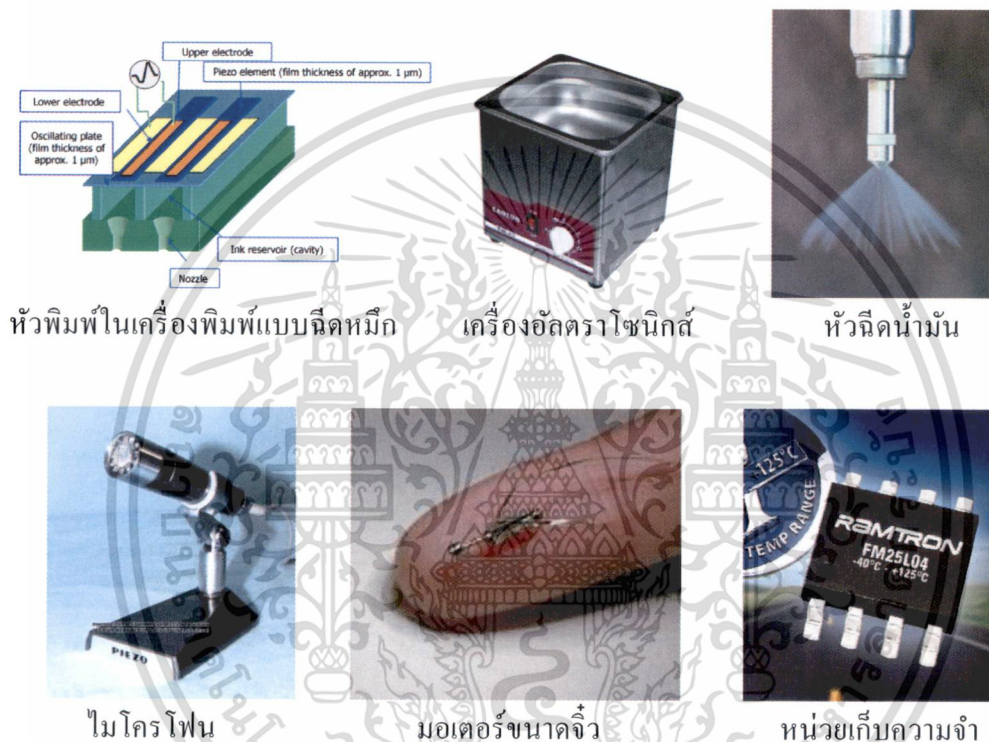 Upper electrode
Piezo element (film thickness of approx. 1 μm)
Lower electrode
Oscillating plate
(film thickness of
approx. 1 μm)
Ink reservoir (cavity)
Nozzle
หัวพิมพ์ในเครื่องพิมพ์แบบฉีดหมึก
เครื่องอัลตราโซนิกส์
หัวฉีดน้ำมัน
PIEZO
-125°C
TEMP RANGE
RAMTRON
FM25L04
-40°C - +125°C
ไมโครโฟน
มอเตอร์ขนาดจิ๋ว
หน่วยเก็บความจำ